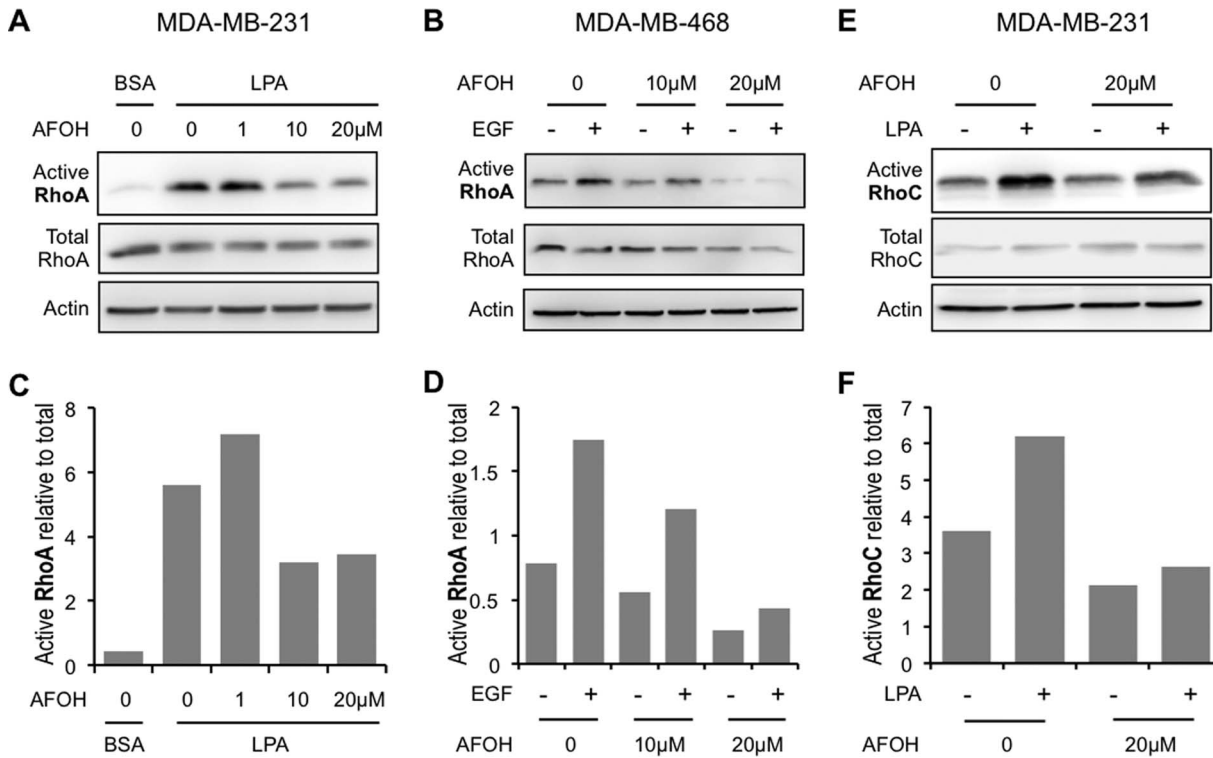 A MDA-MB-231
BSA LPA
AFOH 0 0 1 10 20µM
Active
RhoA
Total
RhoA
Actin
B MDA-MB-468
AFOH 0 10µM 20µM
EGF - + - + - +
Active
RhoA
Total
RhoA
Actin
E MDA-MB-231
AFOH 0 20µM
LPA - + - +
Active
RhoC
Total
RhoC
Actin
C
Active RhoA relative to total
8
6
4
2
0
AFOH 0 0 1 10 20µM
BSA LPA
D
Active RhoA relative to total
2
1.5
1
0.5
0
EGF - + - + - +
AFOH 0 10µM 20µM
F
Active RhoC relative to total
7
6
5
4
3
2
1
0
LPA - + - +
AFOH 0 20µM